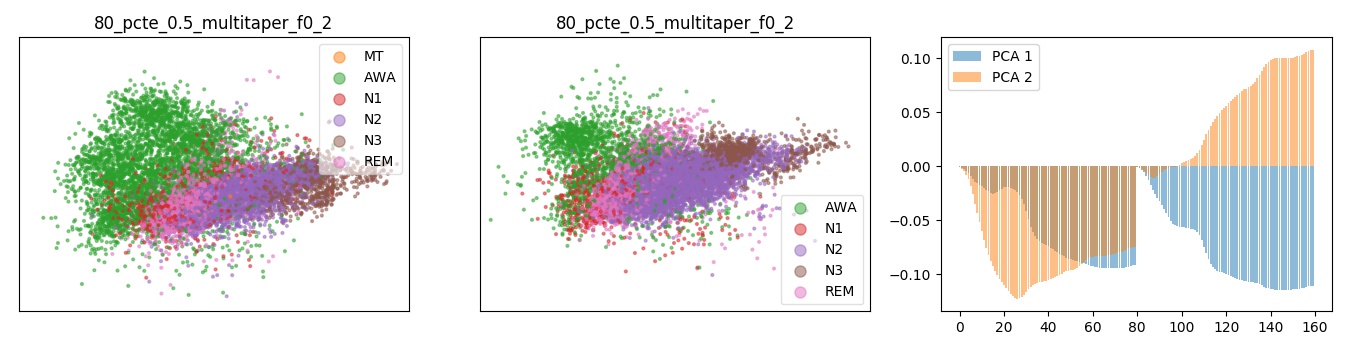 80_pcte_0.5_multitaper_f0_2
MT
AWA
N1
N2
N3
REM
80_pcte_0.5_multitaper_f0_2
AWA
N1
N2
N3
REM
PCA 1
PCA 2
0.10
0.05
0.00
−0.05
−0.10
0 20 40 60 80 100 120 140 160